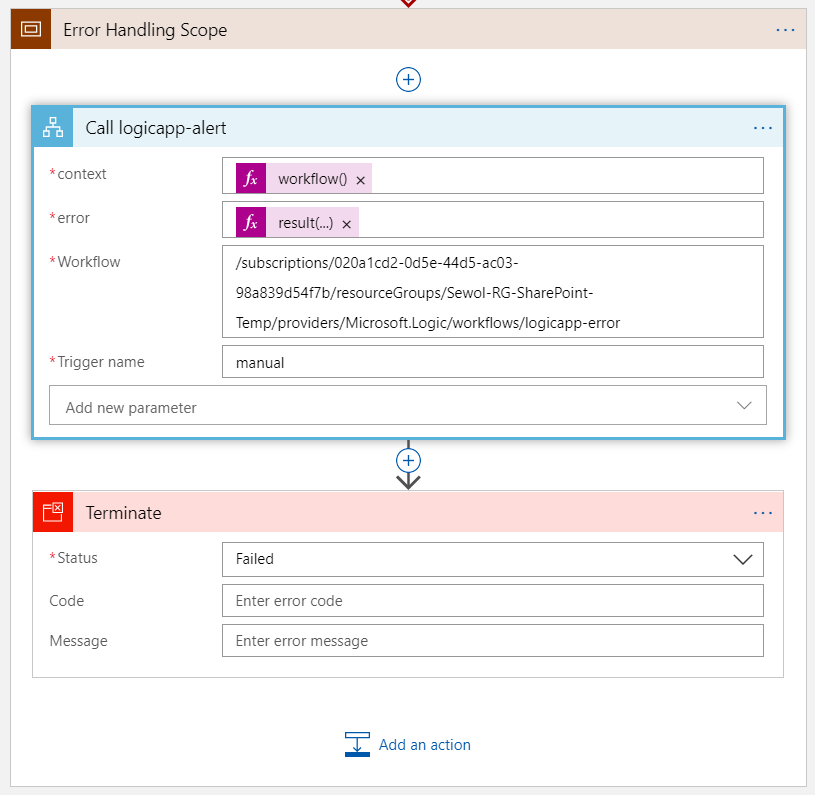 Error Handling Scope
...
Call logicapp-alert
...
*context
fx workflow() ×
*error
fx result(...) ×
*Workflow
/subscriptions/020a1cd2-0d5e-44d5-ac03-
98a839d54f7b/resourceGroups/Sewol-RG-SharePoint-
Temp/providers/Microsoft.Logic/workflows/logicapp-error
*Trigger name
manual
Add new parameter
Terminate
...
*Status
Failed
Code
Enter error code
Message
Enter error message
Add an action